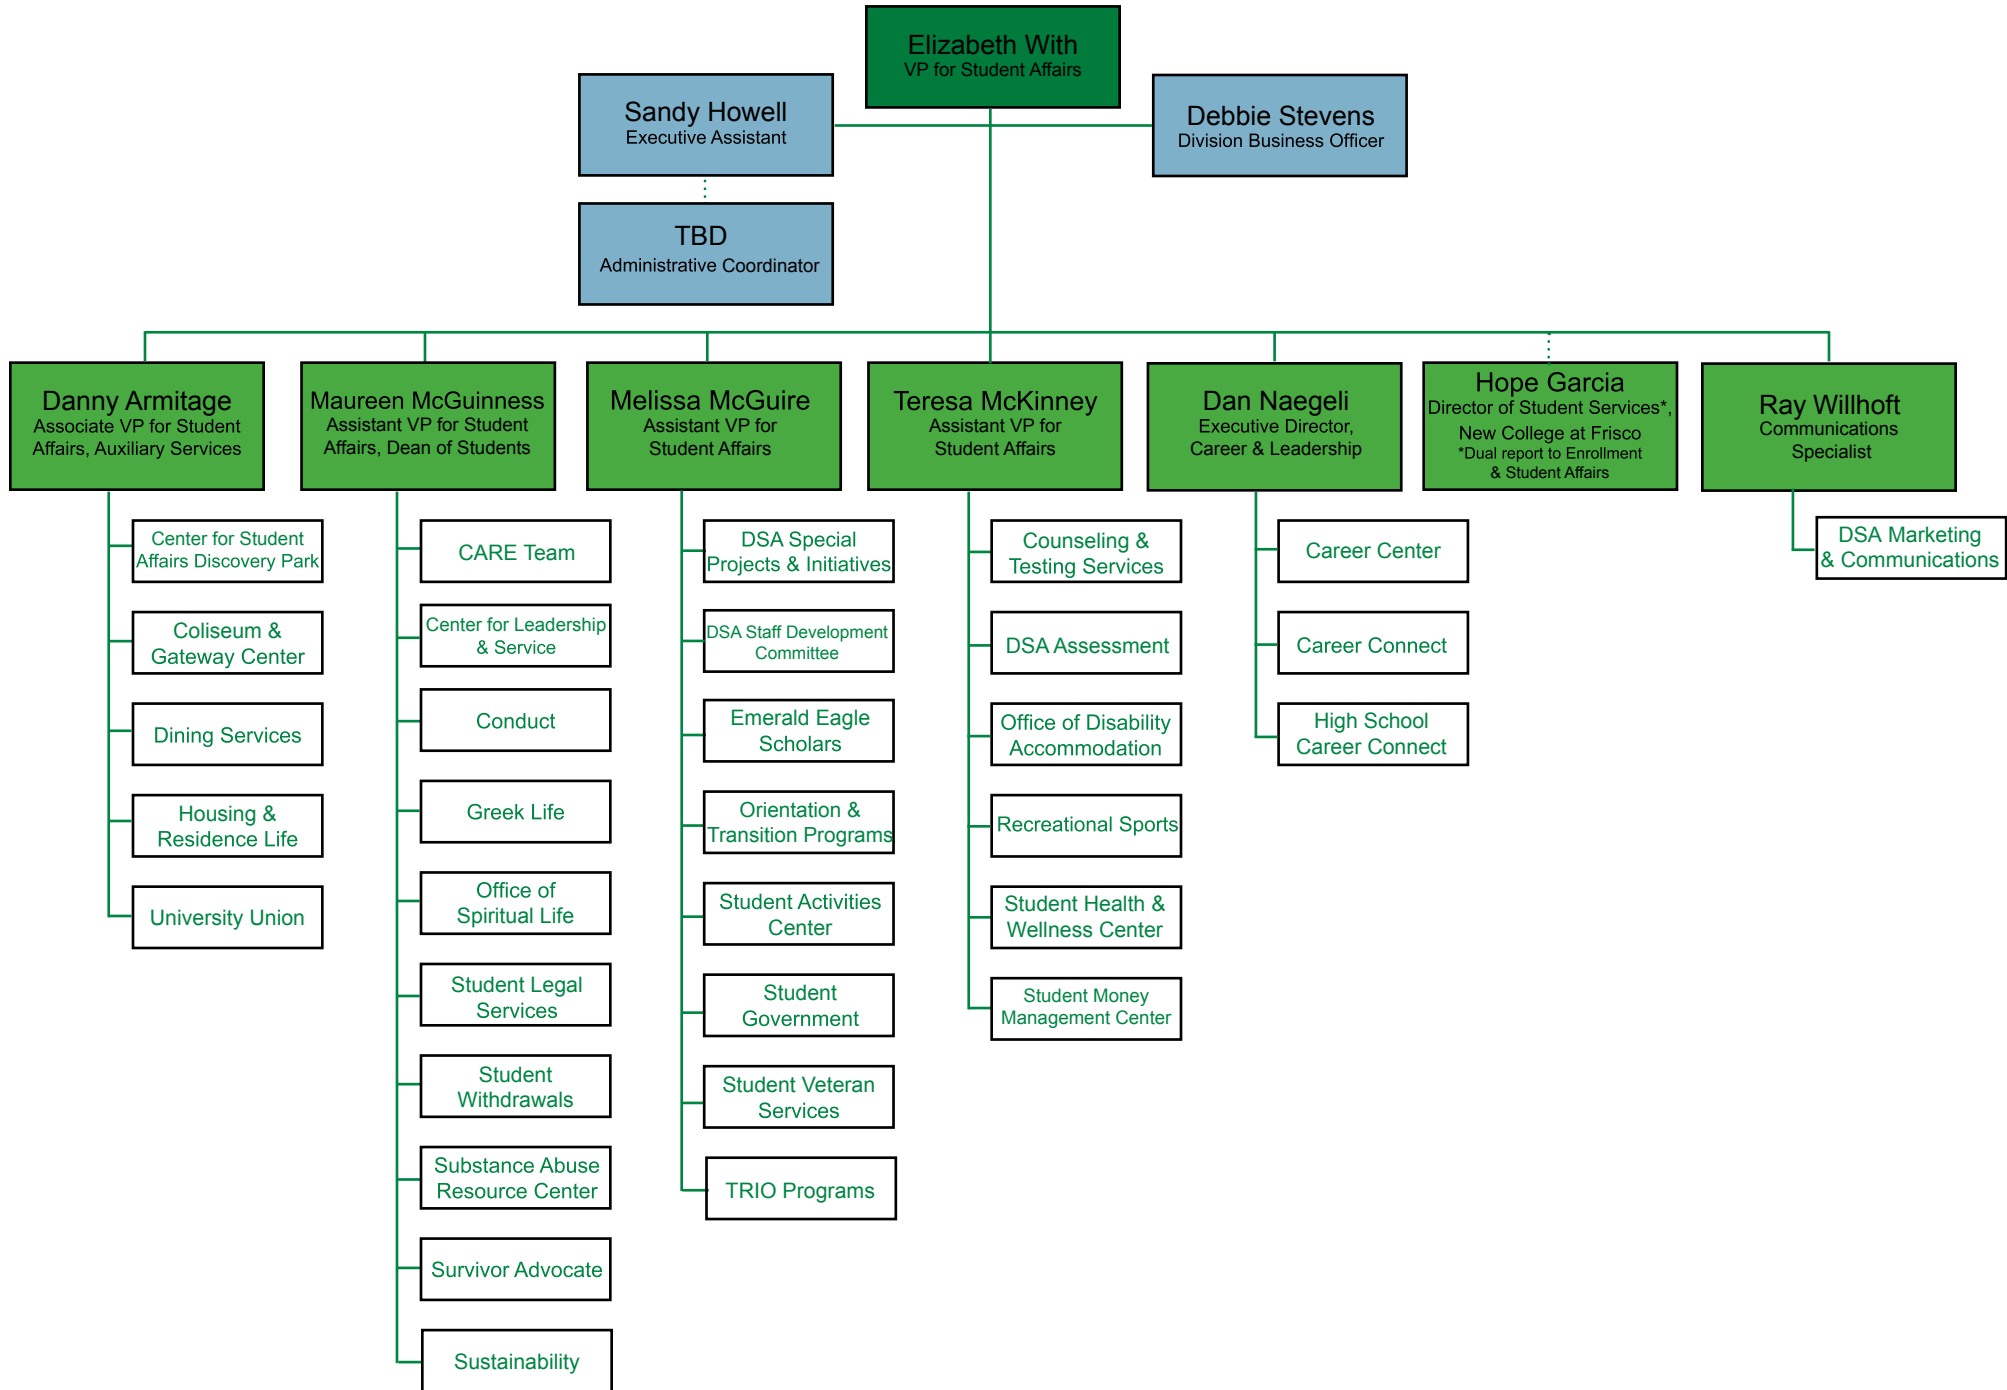 Elizabeth With
VP for Student Affairs
Sandy Howell
Executive Assistant
Debbie Stevens
Division Business Officer
TBD
Administrative Coordinator
Danny Armitage
Associate VP for Student
Affairs, Auxiliary Services
Maureen McGuinness
Assistant VP for Student
Affairs, Dean of Students
Melissa McGuire
Assistant VP for
Student Affairs
Teresa McKinney
Assistant VP for
Student Affairs
Dan Naegeli
Executive Director,
Career & Leadership
Hope Garcia
Director of Student Services*,
New College at Frisco
*Dual report to Enrollment
& Student Affairs
Ray Willhoft
Communications
Specialist
Center for Student
Affairs Discovery Park
Coliseum &
Gateway Center
Dining Services
Housing &
Residence Life
University Union
CARE Team
Center for Leadership
& Service
Conduct
Greek Life
Office of
Spiritual Life
Student Legal
Services
Student
Withdrawals
Substance Abuse
Resource Center
Survivor Advocate
Sustainability
DSA Special
Projects & Initiatives
DSA Staff Development
Committee
Emerald Eagle
Scholars
Orientation &
Transition Programs
Student Activities
Center
Student
Government
Student Veteran
Services
TRIO Programs
Counseling &
Testing Services
DSA Assessment
Office of Disability
Accommodation
Recreational Sports
Student Health &
Wellness Center
Student Money
Management Center
Career Center
Career Connect
High School
Career Connect
DSA Marketing
& Communications